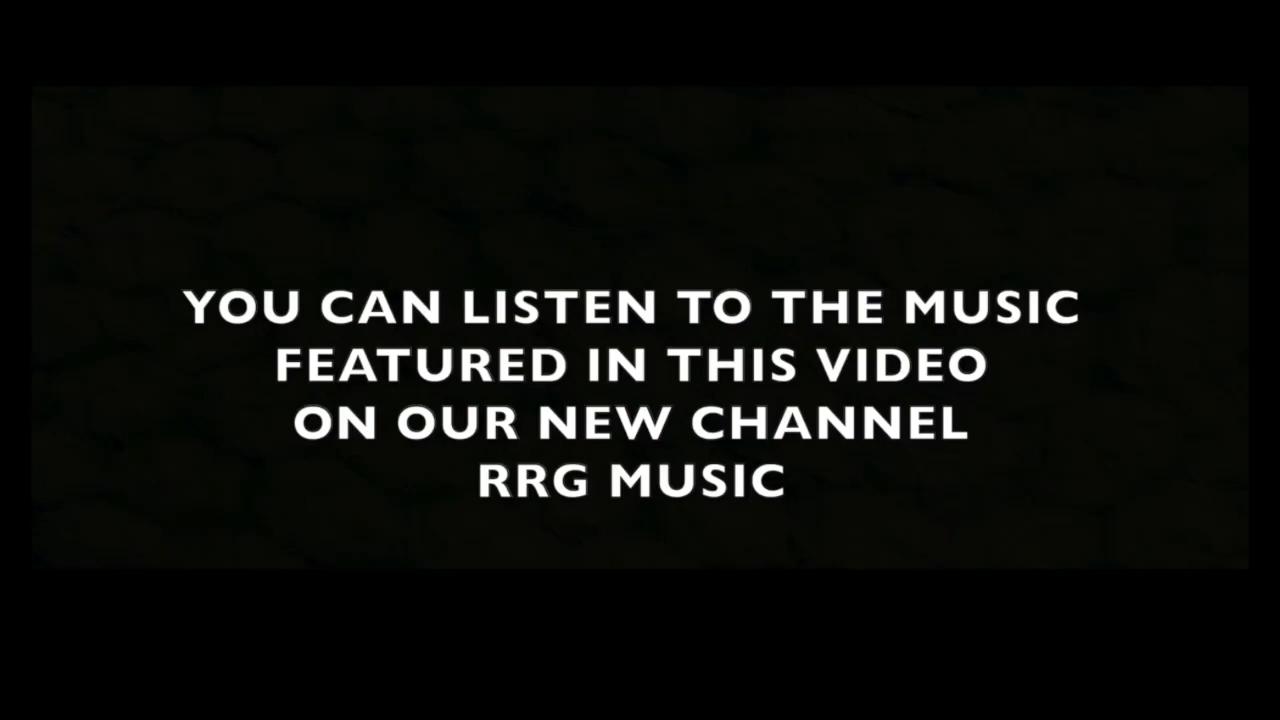 YOU CAN LISTEN TO THE MUSIC
FEATURED IN THIS VIDEO
ON OUR NEW CHANNEL
RRG MUSIC